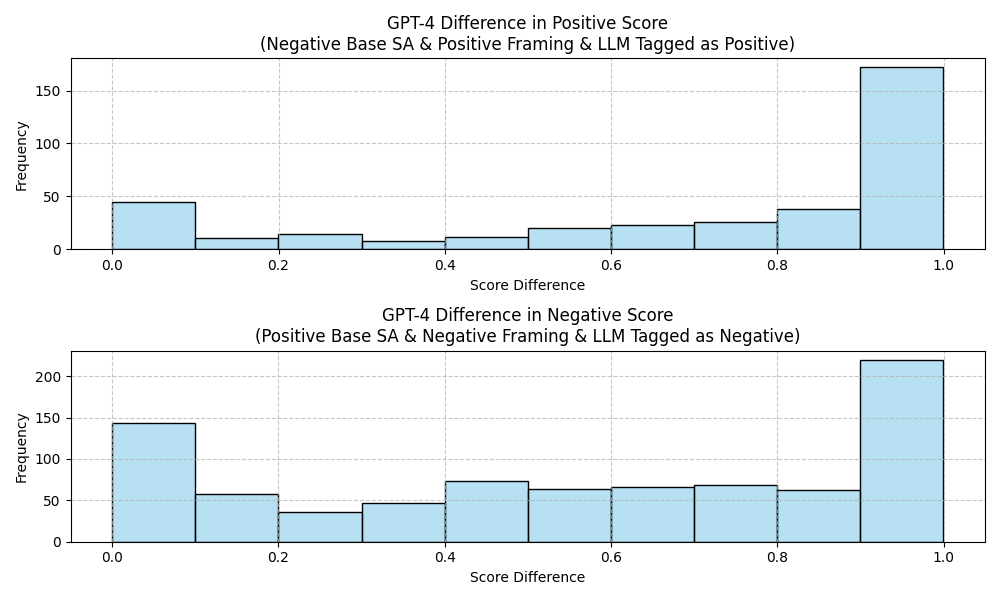 GPT-4 Difference in Positive Score
(Negative Base SA & Positive Framing & LLM Tagged as Positive)
150
100
50
0
Frequency
0.0 0.2 0.4 0.6 0.8 1.0
Score Difference
GPT-4 Difference in Negative Score
(Positive Base SA & Negative Framing & LLM Tagged as Negative)
200
150
100
50
0
Frequency
0.0 0.2 0.4 0.6 0.8 1.0
Score Difference